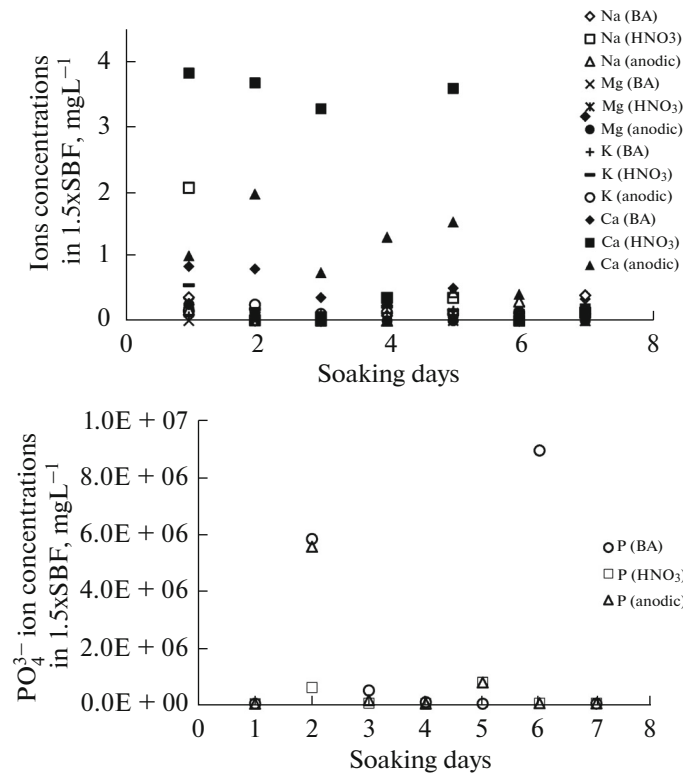 Ions concentrations
in 1.5xSBF, mgL⁻¹
4
3
2
1
0
0 2 4 6 8
Soaking days
Na (BA)
Na (HNO3)
Na (anodic)
Mg (BA)
Mg (HNO₃)
Mg (anodic)
K (BA)
K (HNO₃)
K (anodic)
Ca (BA)
Ca (HNO₃)
Ca (anodic)
PO₄³⁻ ion concentrations
in 1.5xSBF, mgL⁻¹
1.0E + 07
8.0E + 06
6.0E + 06
4.0E + 06
2.0E + 06
0.0E + 00
0 1 2 3 4 5 6 7 8
Soaking days
P (BA)
P (HNO₃)
P (anodic)